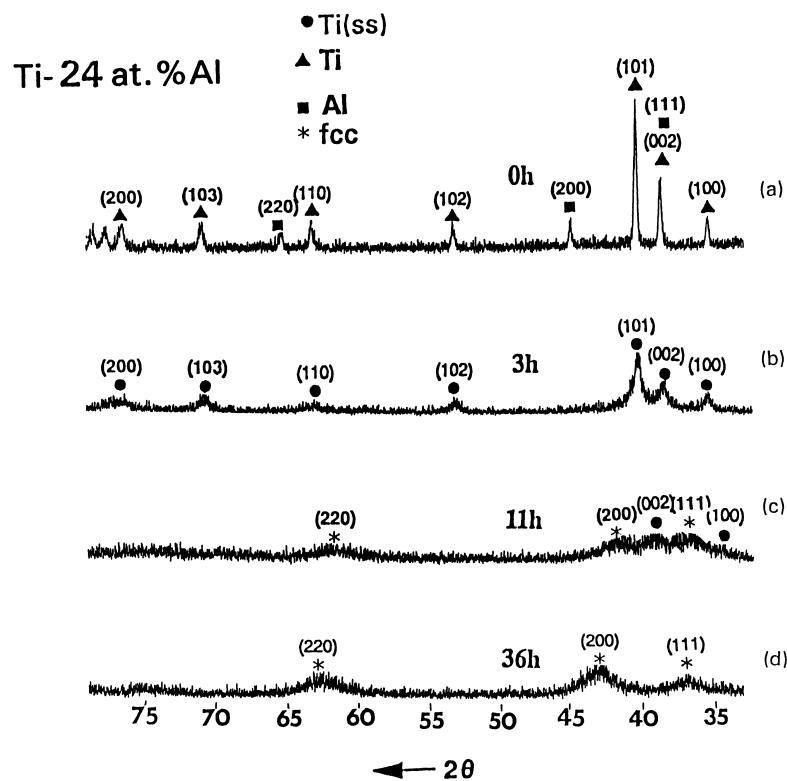 ● Ti(ss)
▲ Ti
Ti-24 at.%Al
■ Al
* fcc
(101)
(111)
(002)
0h
(200) (103) (220) (110) (102) (200) (100) (a)
(101)
3h
(200) (103) (110) (102) (002) (100) (b)
11h
(220) (200) (002) (111) (100) (c)
36h
(220) (200) (111) (d)
75 70 65 60 55 50 45 40 35
2θ